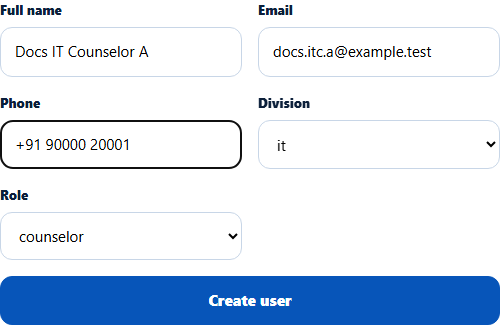 Full name
Email
Docs IT Counselor A
docs.itc.a@example.test
Phone
Division
+91 90000 20001
it
Role
counselor
Create user